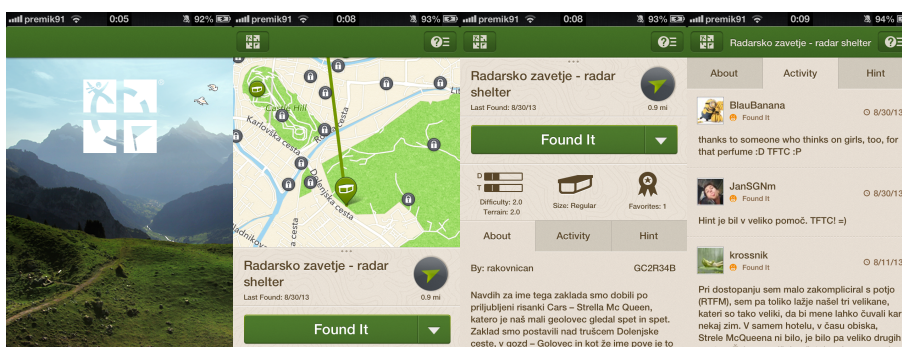 premik91 0:05 92%
premik91 0:08 93%
Castle Hill
Karlovška cesta
Dolenjska cesta
cesta
Radarsko zavetje - radar
shelter
Last Found: 8/30/13
0.9 mi
Found It
premik91 0:08 93%
Radarsko zavetje - radar
shelter
Last Found: 8/30/13
0.9 mi
Found It
D
T
Difficulty: 2.0
Terrain: 2.0
Size: Regular
Favorites: 1
About Activity Hint
By: rakovnican GC2R34B
Navdih za ime tega zaklada smo dobili po
priljubljeni risanki Cars – Strella Mc Queen,
katero je naš mali geolovec gledal spet in spet.
Zaklad smo postavili nad trušcem Dolenjske
ceste, v gozd – Golovec in kot že ime pove je to
premik91 0:09 94%
Radarsko zavetje - radar shelter
About Activity Hint
BlauBanana
Found It
8/30/13
thanks to someone who thinks on girls, too, for
that perfume :D TFTC :P
JanSGNm
Found It
8/30/13
Hint je bil v veliko pomoč. TFTC! =)
krossnik
Found It
8/11/13
Pri dostopanju sem malo zakompliciral s potjo
(RTFM), sem pa toliko lažje našel tri velikane,
kateri so tako veliki, da bi mene lahko čuvali kar
nekaj zim. V samem hotelu, v času obiska,
Strele McQueena ni bilo, je bilo pa veliko drugih